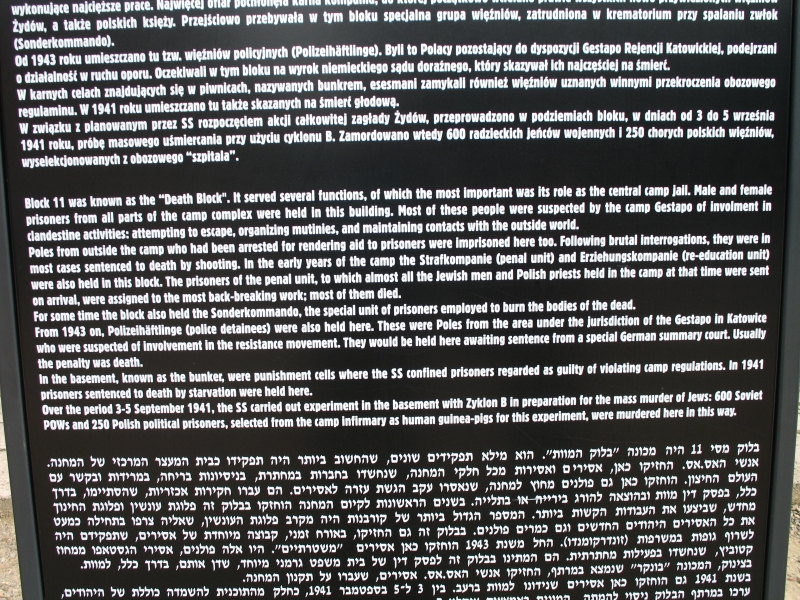 wykonujące najcięższe prace. Najwięcej ofiar pochłonęła karna kompania, do której początkowo
Żydów, a także polskich księży. Przejściowo przebywała w tym bloku specjalna grupa więźniów, zatrudniona w krematorium przy spalaniu zwłok
(Sonderkommando).
Od 1943 roku umieszczano tu tzw. więźniów policyjnych (Polizeihäftlinge). Byli to Polacy pozostający do dyspozycji Gestapo Rejencji Katowickiej, podejrzani
o działalność w ruchu oporu. Oczekiwali w tym bloku na wyrok niemieckiego sądu doraźnego, który skazywał ich najczęściej na śmierć.
W karnych celach znajdujących się w piwnicach, nazywanych bunkrem, esesmani zamykali również więźniów uznanych winnymi przekroczenia obozowego
regulaminu. W 1941 roku umieszczano tu także skazanych na śmierć głodową.
W związku z planowanym przez SS rozpoczęciem akcji całkowitej zagłady Żydów, przeprowadzono w podziemiach bloku, w dniach od 3 do 5 września
1941 roku, próbę masowego uśmiercania przy użyciu cyklonu B. Zamordowano wtedy 600 radzieckich jeńców wojennych i 250 chorych polskich więźniów,
wyselekcjonowanych z obozowego "szpitala".
Block 11 was known as the "Death Block". It served several functions, of which the most important was its role as the central camp jail. Male and female
prisoners from all parts of the camp complex were held in this building. Most of these people were suspected by the camp Gestapo of involment in
clandestine activities: attempting to escape, organizing mutinies, and maintaining contacts with the outside world.
Poles from outside the camp who had been arrested for rendering aid to prisoners were imprisoned here too. Following brutal interrogations, they were in
most cases sentenced to death by shooting. In the early years of the camp the Strafkompanie (penal unit) and Erziehungskompanie (re-education unit)
were also held in this block. The prisoners of the penal unit, to which almost all the Jewish men and Polish priests held in the camp at that time were sent
on arrival, were assigned to the most back-breaking work; most of them died.
For some time the block also held the Sonderkommando, the special unit of prisoners employed to burn the bodies of the dead.
From 1943 on, Polizeihäftlinge (police detainees) were also held here. These were Poles from the area under the jurisdiction of the Gestapo in Katowice
who were suspected of involvement in the resistance movement. They would be held here awaiting sentence from a special German summary court. Usually
the penalty was death.
In the basement, known as the bunker, were punishment cells where the SS confined prisoners regarded as guilty of violating camp regulations. In 1941
prisoners sentenced to death by starvation were held here.
Over the period 3-5 September 1941, the SS carried out experiment in the basement with Zyklon B in preparation for the mass murder of Jews: 600 Soviet
POWs and 250 Polish political prisoners, selected from the camp infirmary as human guinea-pigs for this experiment, were murdered here in this way.
בלוק מסי 11 היה מכונה "בלוק המוות". הוא מילא תפקידים שונים, שהחשוב ביותר היה תפקידו כבית המעצר המרכזי של המחנה.
אנשי האס.אס. החזיקו כאן, אסירים ואסירות מכל חלקי המחנה, שנחשדו בחברות במחתרת, בניסיונות בריחה, במרידות ובקשר עם
העולם החיצון. הוחזקו כאן גם פולנים מחוץ למחנה, שנאסרו עקב הגשת עזרה לאסירים. הם עברו חקירות אכזריות, שהסתיימו, בדרך
כלל, בפסק דין מוות ובהוצאה להורג בירייה או בתלייה. בשנים הראשונות לקיום המחנה הוחזקו בבלוק זה פלוגת עונשין ופלוגת החינוך
מחדש, שביצעו את העבודות הקשות ביותר. המספר הגדול ביותר של קורבנות היה מקרב פלוגת העונשין, שאליה צרפו בתחילה כמעט
את כל האסירים היהודים החדשים וגם כמרים פולנים. בבלוק זה גם החזיקו, באורח זמני, קבוצה מיוחדת של אסירים, שתפקידם היה
לשרוף גופות במשרפות (זונדרקומנדו). החל משנת 1943 הוחזקו כאן אסירים "משטרתיים". היו אלה פולנים, אסירי הגסטאפו ממחוז
קטוביץ, שנחשדו בפעילות מחתרתית. הם המתינו בבלוק זה לפסק דין של בית משפט גרמני מיוחד, שדן אותם, בדרך כלל, למוות.
בצינוק, המכונה "בונקר" שנמצא במרתף, החזיקו אנשי האס.אס. אסירים, שעברו על תקנון המחנה.
בשנת 1941 גם הוחזקו כאן אסירים שנידונו למוות ברעב. בין 3 ל־5 בספטמבר 1941, כחלק מהתוכנית להשמדה כוללת של היהודים,
ערכו במרתף הבלוק ניסוי להמתה